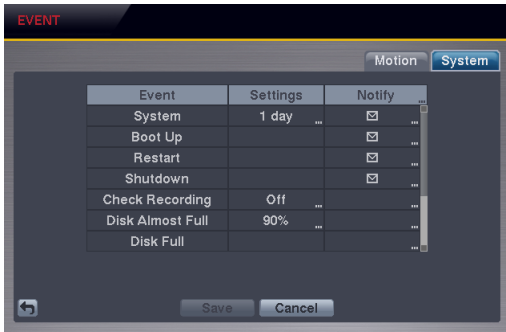 EVENT
Motion System
Event Settings Notify ...
System 1 day ... ...
Boot Up ...
Restart ...
Shutdown ...
Check Recording Off ... ...
Disk Almost Full 90% ... ...
Disk Full ...
Save Cancel